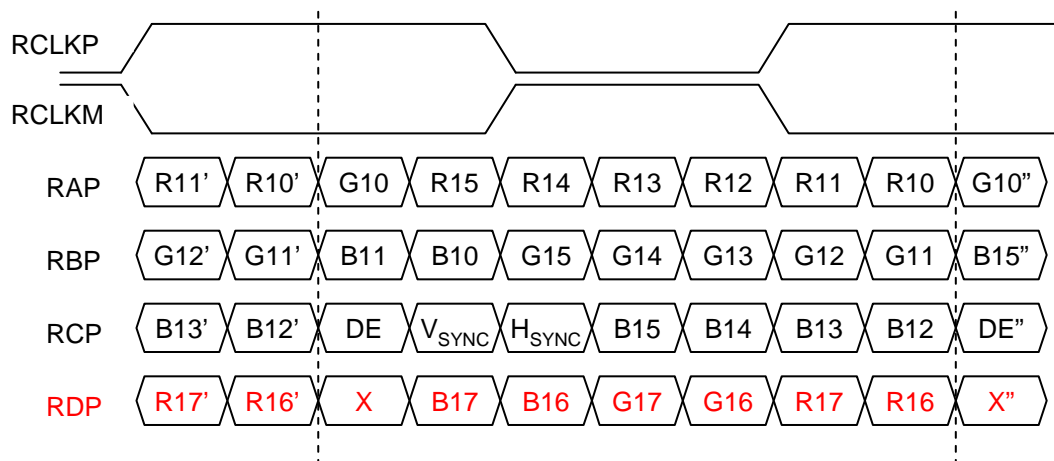 RCLKP
RCLKM
RAP R11’ R10’ G10 R15 R14 R13 R12 R11 R10 G10”
RBP G12’ G11’ B11 B10 G15 G14 G13 G12 G11 B15”
RCP B13’ B12’ DE VSYNC HSYNC B15 B14 B13 B12 DE”
RDP R17’ R16’ X B17 B16 G17 G16 R17 R16 X”